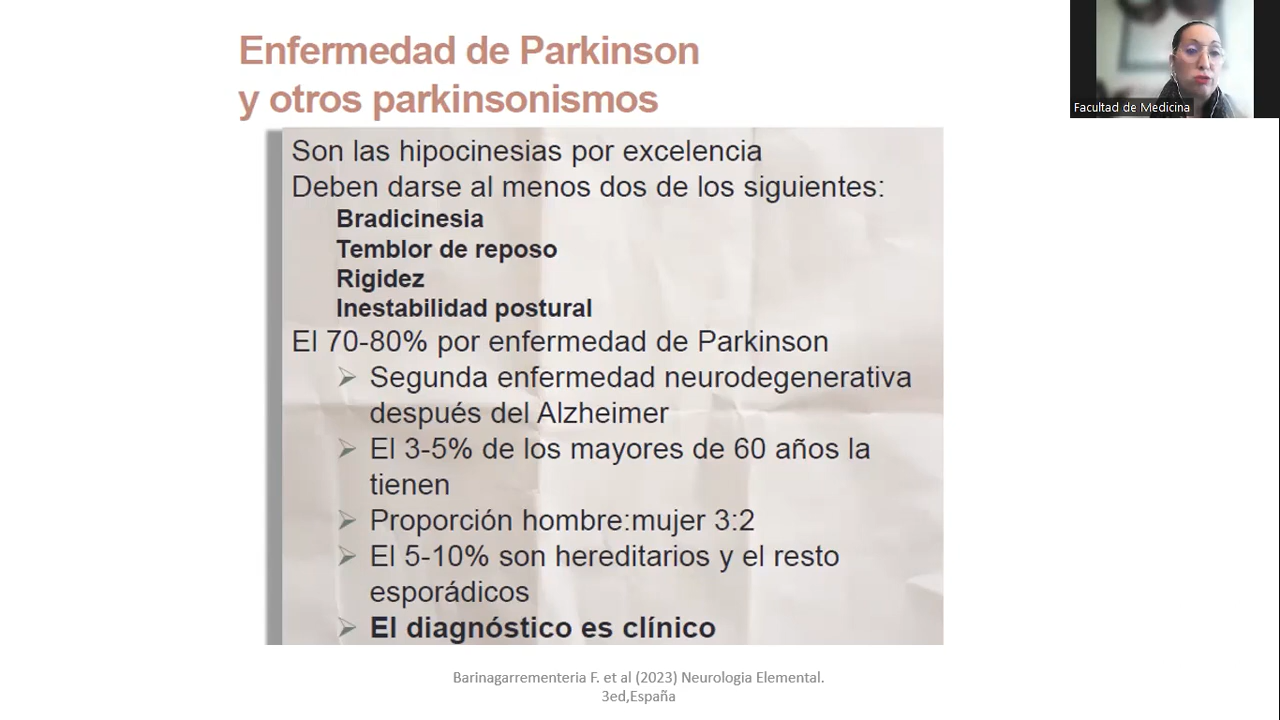 Enfermedad de Parkinson
y otros parkinsonismos
Facultad de Medicina
Son las hipocinesias por excelencia
Deben darse al menos dos de los siguientes:
Bradicinesia
Temblor de reposo
Rigidez
Inestabilidad postural
El 70-80% por enfermedad de Parkinson
Segunda enfermedad neurodegenerativa
después del Alzheimer
El 3-5% de los mayores de 60 años la
tienen
Proporción hombre:mujer 3:2
El 5-10% son hereditarios y el resto
esporádicos
El diagnóstico es clínico
Barinagarrementeria F. et al (2023) Neurologia Elemental.
3ed,España